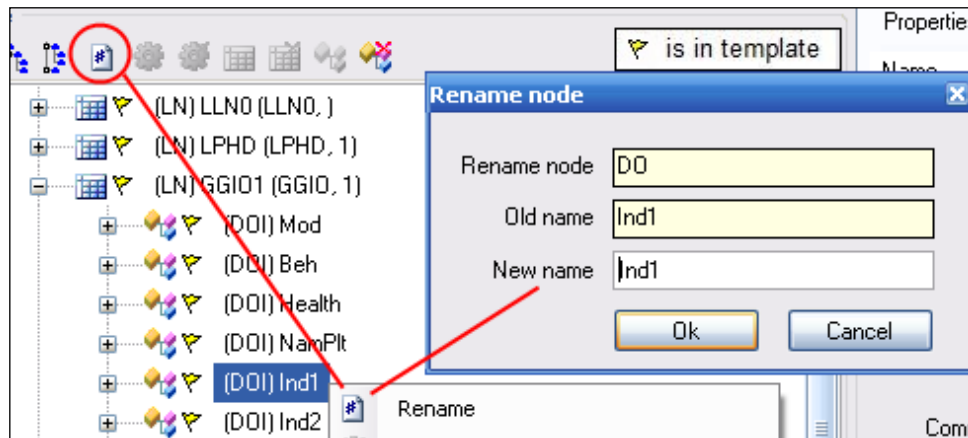 Propertie
is in template
Name
Rename node
(LN) LLN0 (LLN0, )
(LN) LPHD (LPHD, 1)
(LN) GGIO1 (GGIO, 1)
(DOI) Mod
(DOI) Beh
(DOI) Health
(DOI) NamPlt
(DOI) Ind1
(DOI) Ind2
Rename node DO
Old name Ind1
New name Ind1
Ok Cancel
Rename
Com